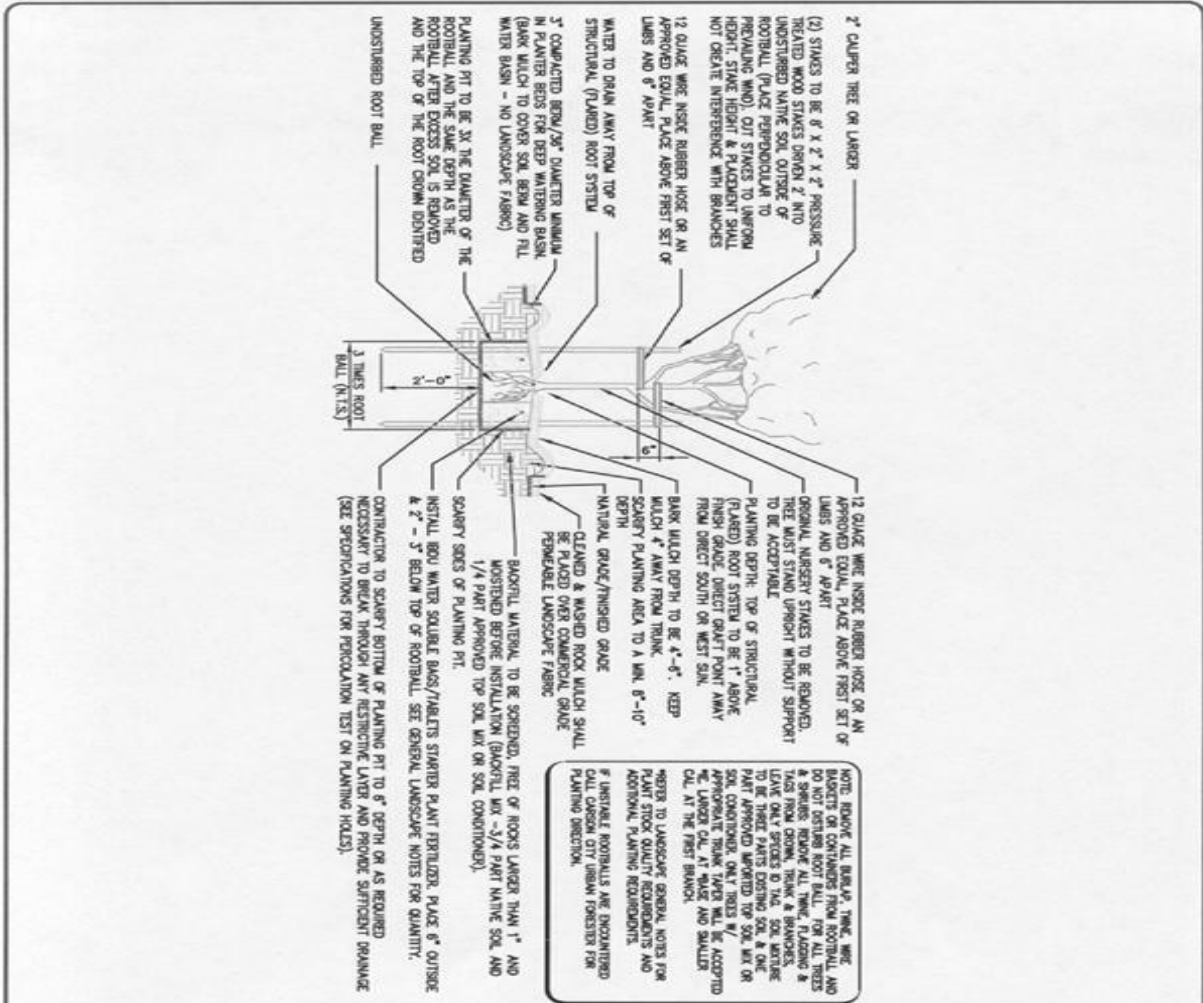 2" CALIPER TREE OR LARGER
(2) STAKES TO BE 8' X 2" X 2" PRESSURE
TREATED WOOD STAKES DRIVEN 2' INTO
UNDISTURBED NATIVE SOIL OUTSIDE OF
ROOTBALL (PLACE PERPENDICULAR TO
PREVAILING WIND). CUT STAKES TO UNIFORM
HEIGHT. STAKE HEIGHT & PLACEMENT SHALL
NOT CREATE INTERFERENCE WITH BRANCHES
12 GUAGE WIRE INSIDE RUBBER HOSE OR AN
APPROVED EQUAL, PLACE ABOVE FIRST SET OF
LIMBS AND 6" APART
WATER TO DRAIN AWAY FROM TOP OF
STRUCTURAL (FLARED) ROOT SYSTEM
3" COMPACTED BERM/36" DIAMETER MINIMUM
IN PLANTER BEDS FOR DEEP WATERING BASIN.
(BARK MULCH TO COVER SOIL BERM AND FILL
WATER BASIN - NO LANDSCAPE FABRIC)
PLANTING PIT TO BE 3X THE DIAMETER OF THE
ROOTBALL AND THE SAME DEPTH AS THE
ROOTBALL AFTER EXCESS SOIL IS REMOVED
AND THE TOP OF THE ROOT CROWN IDENTIFIED
UNDISTURBED ROOT BALL
6"
2'-0"
3 TIMES ROOT
BALL (N.T.S.)
12 GUAGE WIRE INSIDE RUBBER HOSE OR AN
APPROVED EQUAL, PLACE ABOVE FIRST SET OF
LIMBS AND 6" APART
ORIGINAL NURSERY STAKES TO BE REMOVED.
TREE MUST STAND UPRIGHT WITHOUT SUPPORT
TO BE ACCEPTABLE
PLANTING DEPTH: TOP OF STRUCTURAL
(FLARED) ROOT SYSTEM TO BE 1" ABOVE
FINISH GRADE. DIRECT GRAFT POINT AWAY
FROM DIRECT SOUTH OR WEST SUN.
BARK MULCH DEPTH TO BE 4"-6". KEEP
MULCH 4" AWAY FROM TRUNK.
SCARIFY PLANTING AREA TO A MIN. 8"-10"
DEPTH
NATURAL GRADE/FINISHED GRADE
CLEANED & WASHED ROCK MULCH SHALL
BE PLACED OVER COMMERCIAL GRADE
PERMEABLE LANDSCAPE FABRIC
BACKFILL MATERIAL TO BE SCREENED, FREE OF ROCKS LARGER THAN 1" AND
MOISTENED BEFORE INSTALLATION (BACKFILL MIX -3/4 PART NATIVE SOIL AND
1/4 PART APPROVED TOP SOIL MIX OR SOIL CONDITIONER).
SCARIFY SIDES OF PLANTING PIT.
INSTALL WATER SOLUBLE BAGS/TABLETS STARTER PLANT FERTILIZER. PLACE 6" OUTSIDE
& 2" - 3" BELOW TOP OF ROOTBALL. SEE GENERAL LANDSCAPE NOTES FOR QUANTITY.
CONTRACTOR TO SCARIFY BOTTOM OF PLANTING PIT TO 6" DEPTH OR AS REQUIRED
NECESSARY TO BREAK THROUGH ANY RESTRICTIVE LAYER AND PROVIDE SUFFICIENT DRAINAGE
(SEE SPECIFICATIONS FOR PERCOLATION TEST ON PLANTING HOLES).
NOTE: REMOVE ALL BURLAP, TWINE, WIRE
BASKETS OR CONTAINERS FROM ROOTBALL AND
DO NOT DISTURB ROOT BALL. FOR ALL TREES
& SHRUBS: REMOVE ALL TWINE, FLAGGING &
TAGS FROM CROWN, TRUNK & BRANCHES,
LEAVE ONLY SPECIES ID TAG. SOIL MIXTURE
TO BE THREE PARTS EXISTING SOIL & ONE
PART APPROVED IMPORTED TOP SOIL MIX OR
SOIL CONDITIONER. ONLY TREES W/
APPROPRIATE TRUNK TAPER WILL BE ACCEPTED
LARGER CAL. AT *BASE AND SMALLER
CAL. AT THE FIRST BRANCH.
*REFER TO LANDSCAPE GENERAL NOTES FOR
PLANT STOCK QUALITY REQUIREMENTS AND
ADDITIONAL PLANTING REQUIREMENTS.
IF UNSTABLE ROOTBALLS ARE ENCOUNTERED
CALL CARSON CITY URBAN FORESTER FOR
PLANTING DIRECTION.